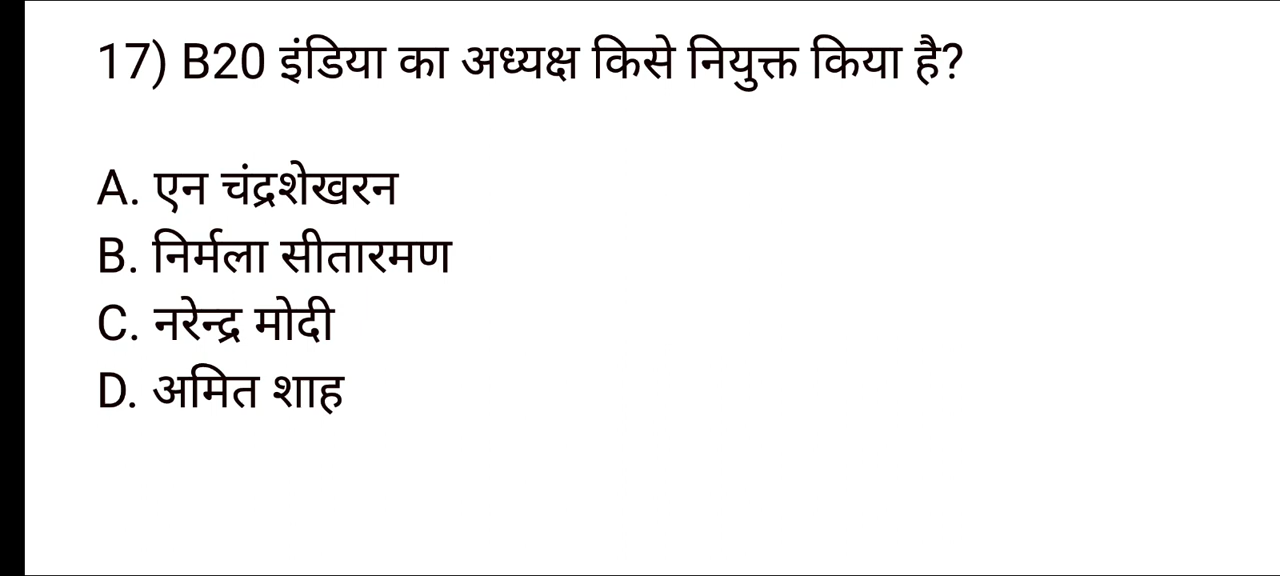 17) B20 इंडिया का अध्यक्ष किसे नियुक्त किया है?
A. एन चंद्रशेखरन
B. निर्मला सीतारमण
C. नरेन्द्र मोदी
D. अमित शाह